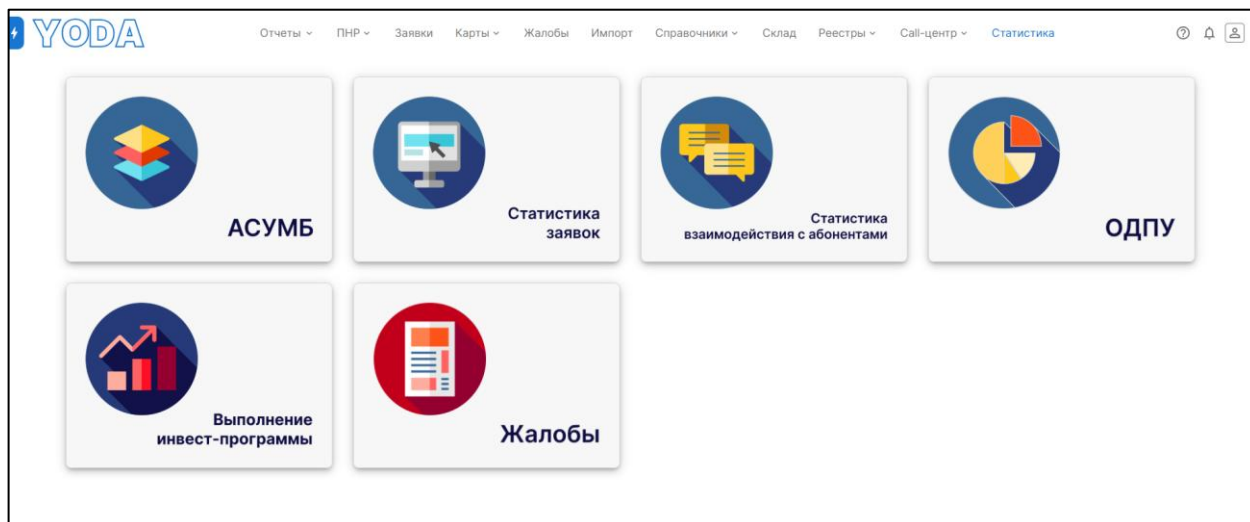 YODA
Отчеты ПНР Заявки Карты Жалобы Импорт Справочники Склад Реестры Call-центр Статистика
АСУМБ
Статистика
заявок
Статистика
взаимодействия с абонентами
ОДПУ
Выполнение
инвест-программы
Жалобы